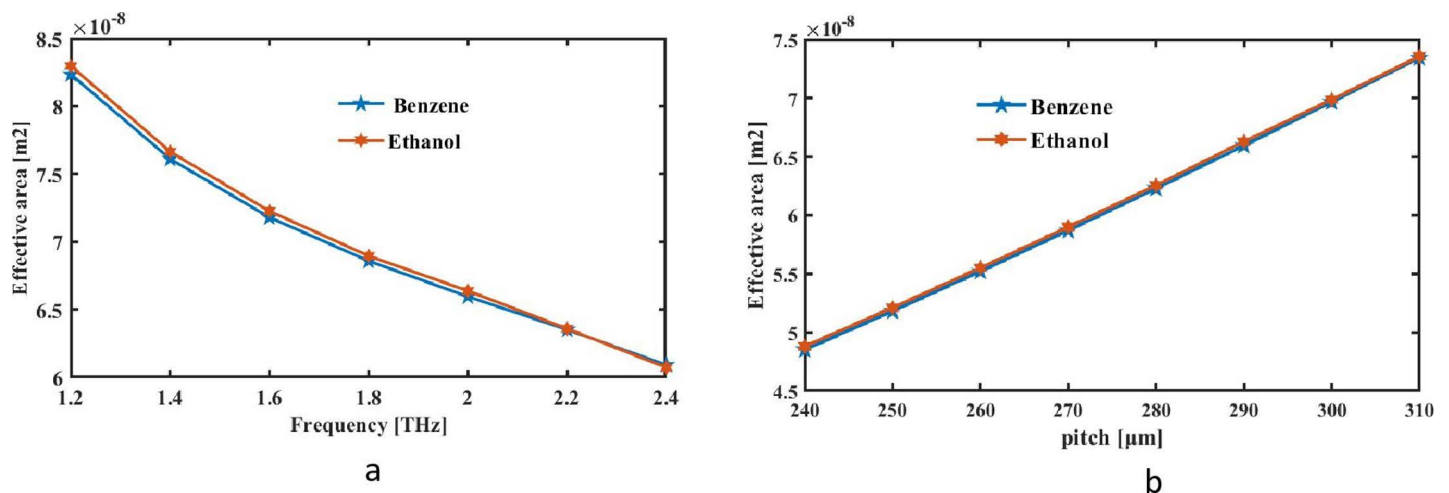 ×10-8
8.5
8
7.5
7
6.5
6
Effective area [m2]
Benzene
Ethanol
1.2 1.4 1.6 1.8 2 2.2 2.4
Frequency [THz]
a
×10-8
7.5
7
6.5
6
5.5
5
4.5
Effective area [m2]
Benzene
Ethanol
240 250 260 270 280 290 300 310
pitch [μm]
b